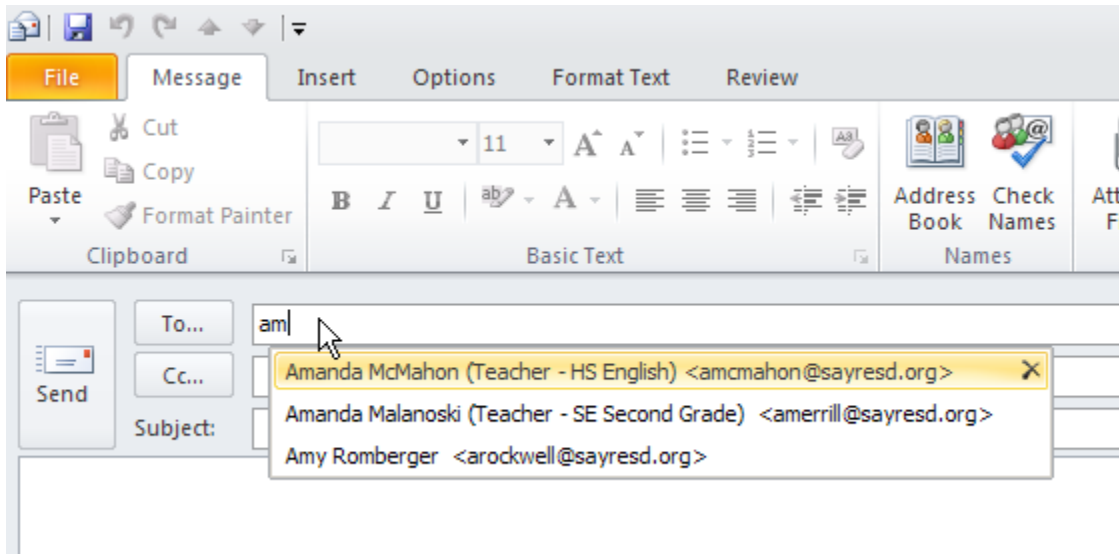 File Message Insert Options Format Text Review
Cut
Copy
Format Painter
Paste
11
Address Book
Check Names
Clipboard
Basic Text
Names
Send
To...
am
Cc...
Subject:
Amanda McMahon (Teacher - HS English) <amcmahon@sayresd.org>
Amanda Malanoski (Teacher - SE Second Grade) <amerrill@sayresd.org>
Amy Romberger <arockwell@sayresd.org>